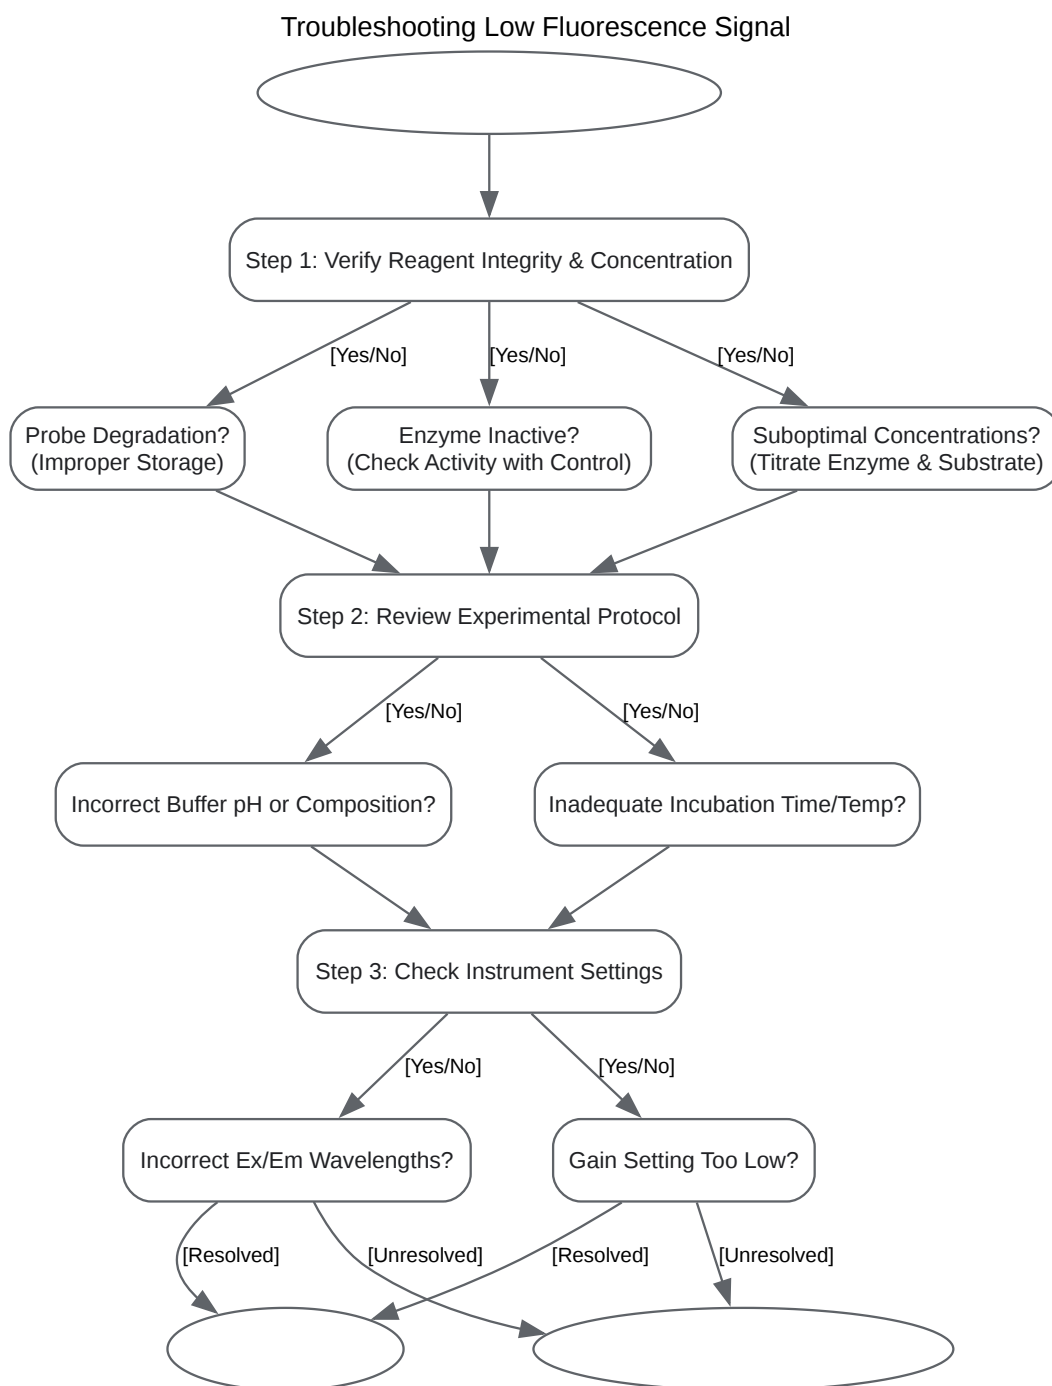 Troubleshooting Low Fluorescence Signal
Step 1: Verify Reagent Integrity & Concentration
[Yes/No]
[Yes/No]
[Yes/No]
Probe Degradation?
(Improper Storage)
Enzyme Inactive?
(Check Activity with Control)
Suboptimal Concentrations?
(Titrate Enzyme & Substrate)
Step 2: Review Experimental Protocol
[Yes/No]
[Yes/No]
Incorrect Buffer pH or Composition?
Inadequate Incubation Time/Temp?
Step 3: Check Instrument Settings
[Yes/No]
[Yes/No]
Incorrect Ex/Em Wavelengths?
Gain Setting Too Low?
[Resolved]
[Unresolved]
[Resolved]
[Unresolved]